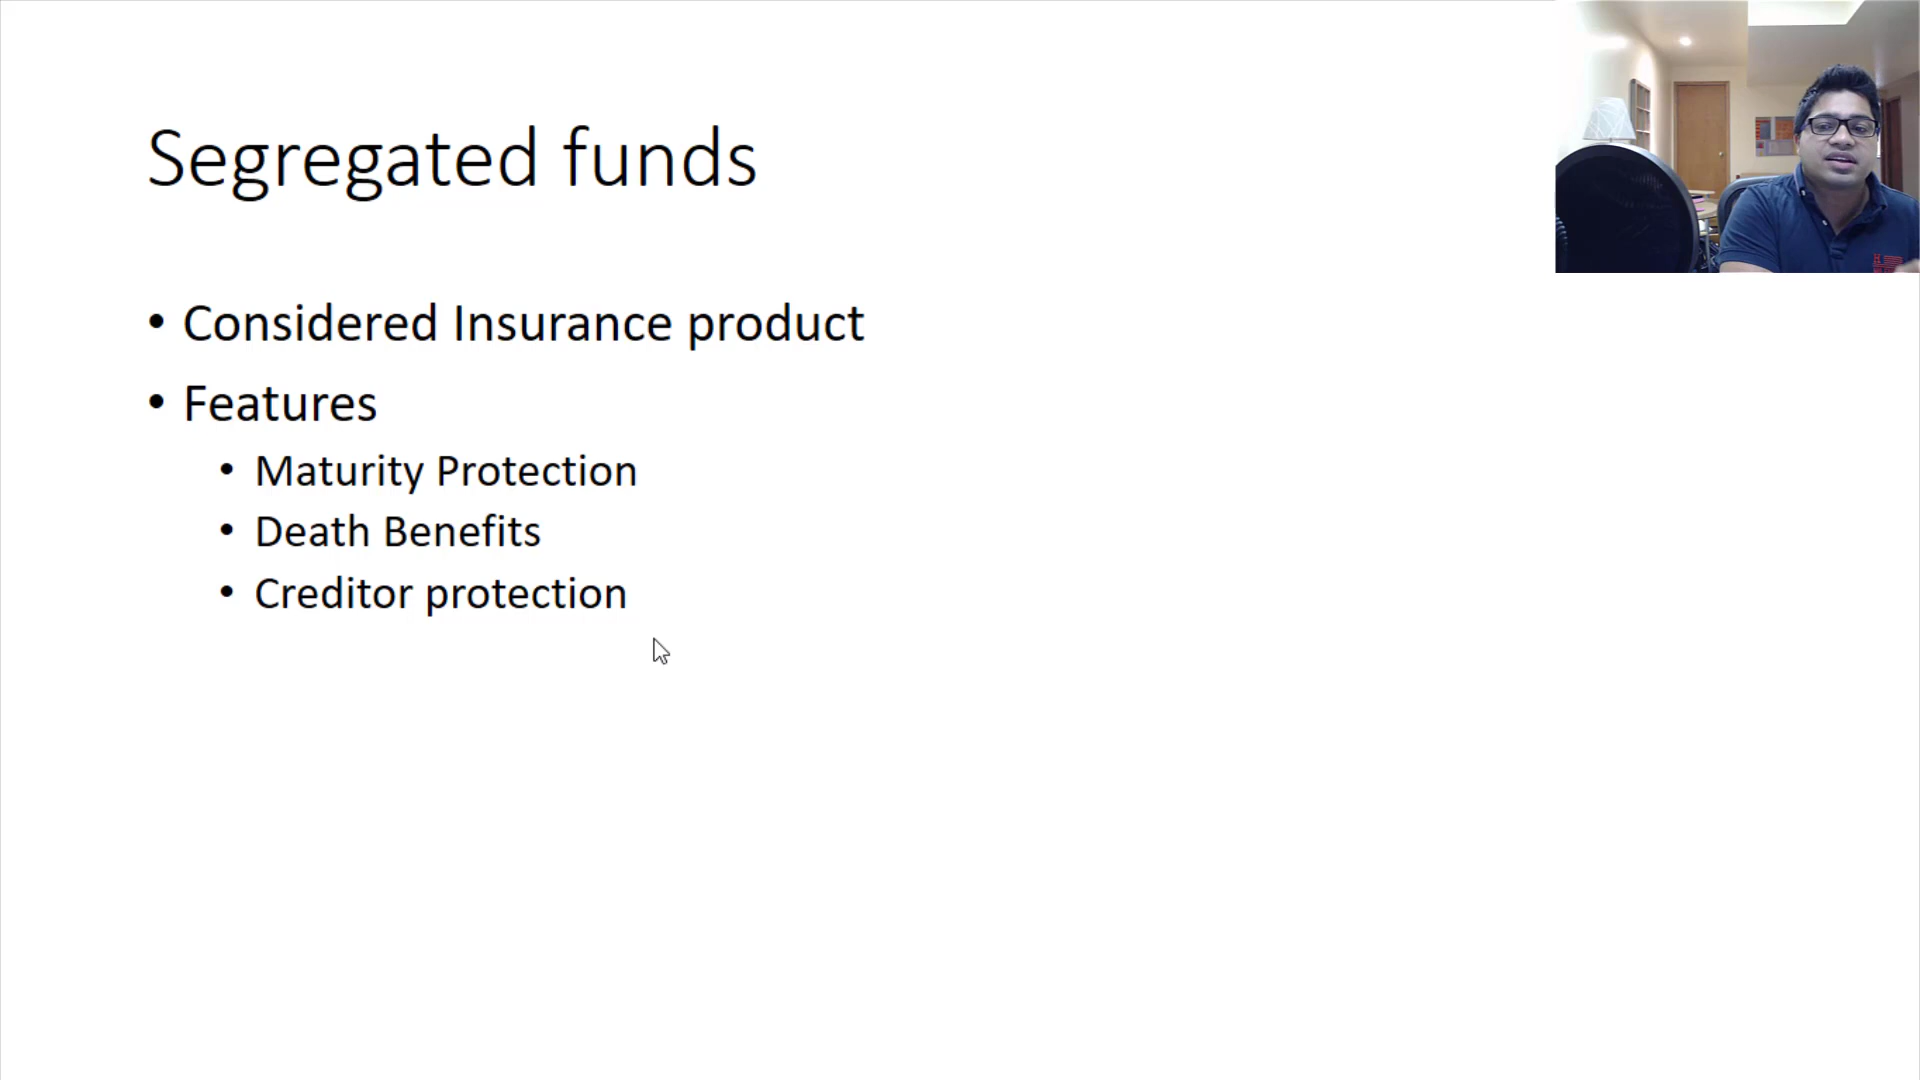 Segregated funds
• Considered Insurance product
• Features
• Maturity Protection
• Death Benefits
• Creditor protection